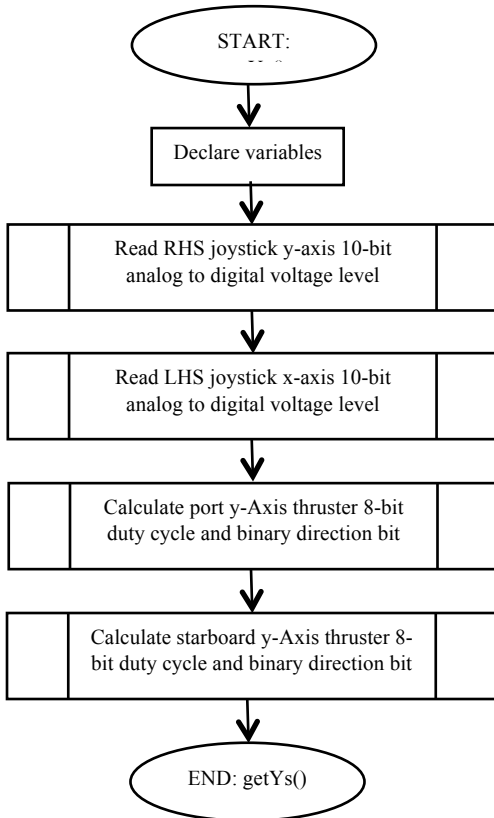 START:
Declare variables
Read RHS joystick y-axis 10-bit
analog to digital voltage level
Read LHS joystick x-axis 10-bit
analog to digital voltage level
Calculate port y-Axis thruster 8-bit
duty cycle and binary direction bit
Calculate starboard y-Axis thruster 8-
bit duty cycle and binary direction bit
END: getYs()